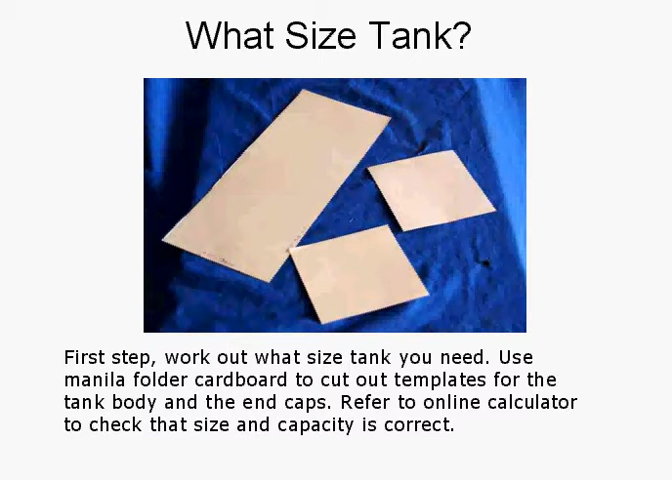 What Size Tank?
First step, work out what size tank you need. Use
manila folder cardboard to cut out templates for the
tank body and the end caps. Refer to online calculator
to check that size and capacity is correct.